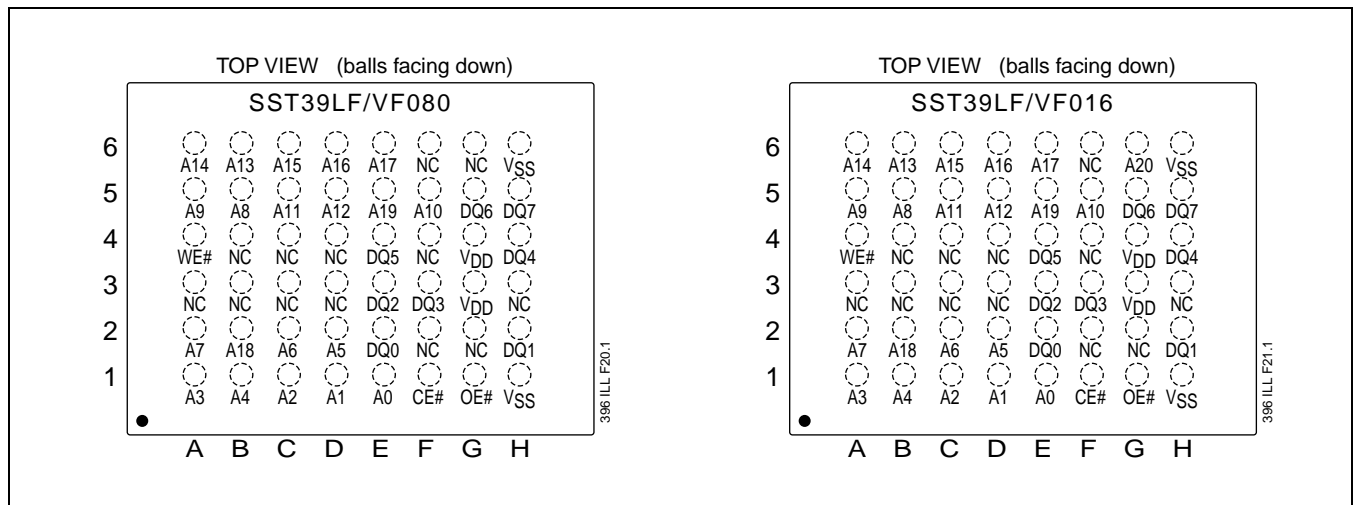 TOP VIEW (balls facing down)
SST39LF/VF080
6
A14 A13 A15 A16 A17 NC NC VSS
5
A9 A8 A11 A12 A19 A10 DQ6 DQ7
4
WE# NC NC NC DQ5 NC VDD DQ4
3
NC NC NC NC DQ2 DQ3 VDD NC
2
A7 A18 A6 A5 DQ0 NC NC DQ1
1
A3 A4 A2 A1 A0 CE# OE# VSS
A B C D E F G H
396 ILL F20.1
TOP VIEW (balls facing down)
SST39LF/VF016
6
A14 A13 A15 A16 A17 NC A20 VSS
5
A9 A8 A11 A12 A19 A10 DQ6 DQ7
4
WE# NC NC NC DQ5 NC VDD DQ4
3
NC NC NC NC DQ2 DQ3 VDD NC
2
A7 A18 A6 A5 DQ0 NC NC DQ1
1
A3 A4 A2 A1 A0 CE# OE# VSS
A B C D E F G H
396 ILL F21.1